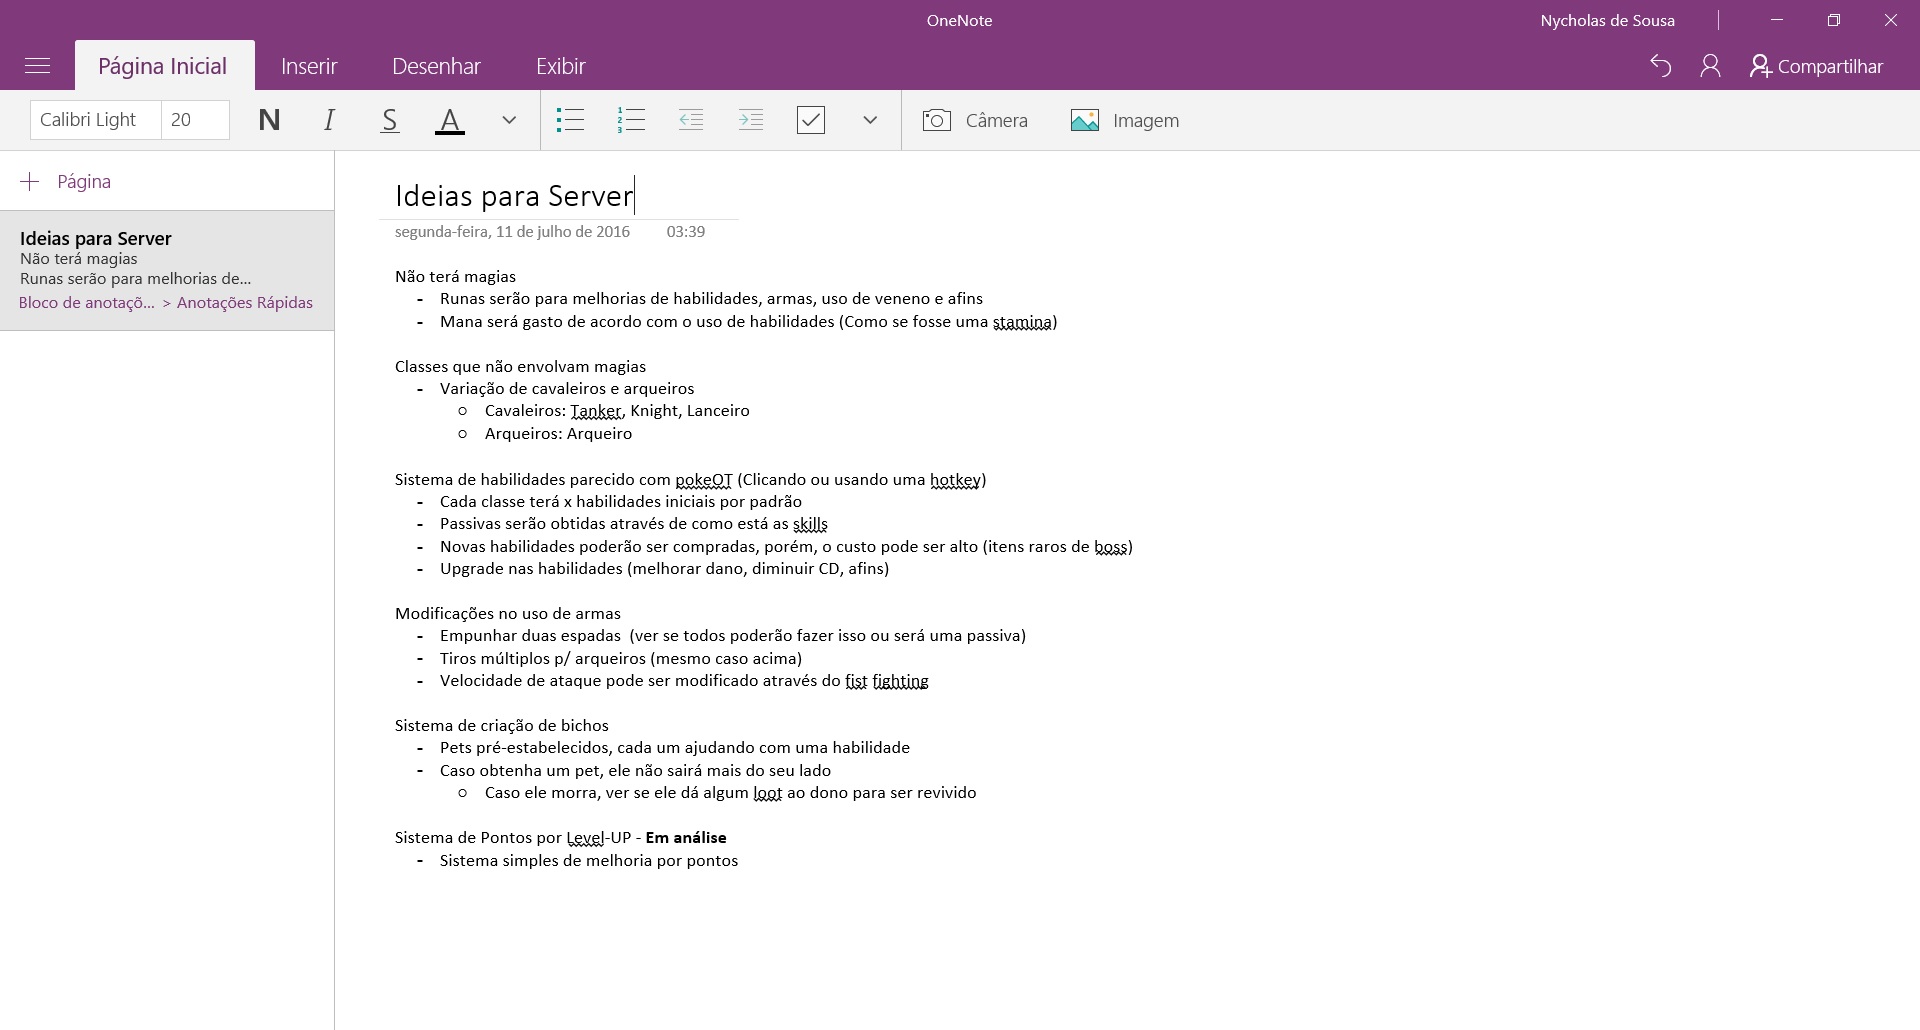 OneNote
Nycholas de Sousa
Página Inicial
Inserir
Desenhar
Exibir
Compartilhar
Calibri Light
20
N
I
S
A
1
2
3
Câmera
Imagem
Página
Ideias para Server
Não terá magias
Runas serão para melhorias de...
Bloco de anotaçõ... > Anotações Rápidas
Ideias para Server
segunda-feira, 11 de julho de 2016 03:39
Não terá magias
- Runas serão para melhorias de habilidades, armas, uso de veneno e afins
- Mana será gasto de acordo com o uso de habilidades (Como se fosse uma stamina)
Classes que não envolvam magias
- Variação de cavaleiros e arqueiros
o Cavaleiros: Tanker, Knight, Lanceiro
o Arqueiros: Arqueiro
Sistema de habilidades parecido com pokeOT (Clicando ou usando uma hotkey)
- Cada classe terá x habilidades iniciais por padrão
- Passivas serão obtidas através de como está as skills
- Novas habilidades poderão ser compradas, porém, o custo pode ser alto (itens raros de boss)
- Upgrade nas habilidades (melhorar dano, diminuir CD, afins)
Modificações no uso de armas
- Empunhar duas espadas (ver se todos poderão fazer isso ou será uma passiva)
- Tiros múltiplos p/ arqueiros (mesmo caso acima)
- Velocidade de ataque pode ser modificado através do fist fighting
Sistema de criação de bichos
- Pets pré-estabelecidos, cada um ajudando com uma habilidade
- Caso obtenha um pet, ele não sairá mais do seu lado
o Caso ele morra, ver se ele dá algum loot ao dono para ser revivido
Sistema de Pontos por Level-UP - Em análise
- Sistema simples de melhoria por pontos